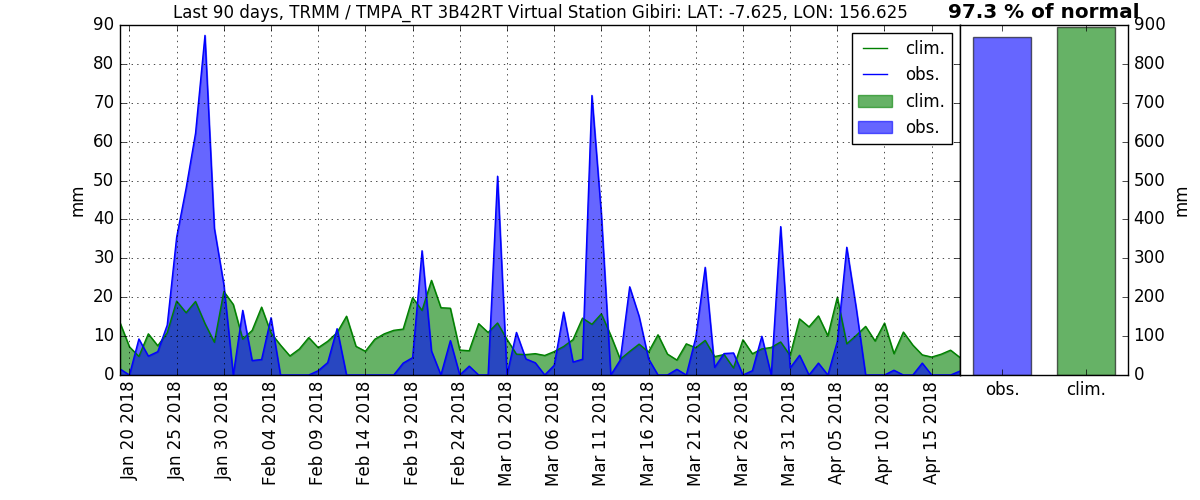 Last 90 days, TRMM / TMPA_RT 3B42RT Virtual Station Gibiri: LAT: -7.625, LON: 156.625
97.3 % of normal
90
80
70
60
50
40
30
20
10
0
mm
clim.
obs.
clim.
obs.
Jan 20 2018
Jan 25 2018
Jan 30 2018
Feb 04 2018
Feb 09 2018
Feb 14 2018
Feb 19 2018
Feb 24 2018
Mar 01 2018
Mar 06 2018
Mar 11 2018
Mar 16 2018
Mar 21 2018
Mar 26 2018
Mar 31 2018
Apr 05 2018
Apr 10 2018
Apr 15 2018
900
800
700
600
500
400
300
200
100
0
mm
obs.
clim.